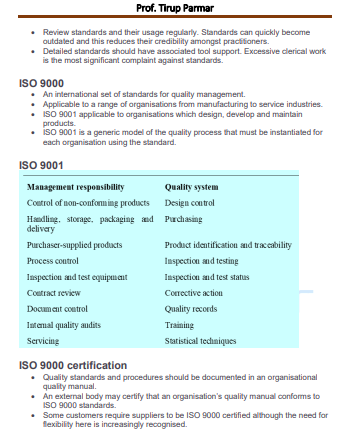 Prof. Tirup Parmar
• Review standards and their usage regularly. Standards can quickly become
outdated and this reduces their credibility amongst practitioners.
• Detailed standards should have associated tool support. Excessive clerical work
is the most significant complaint against standards.
ISO 9000
• An international set of standards for quality management.
• Applicable to a range of organisations from manufacturing to service industries.
• ISO 9001 applicable to organisations which design, develop and maintain
products.
• ISO 9001 is a generic model of the quality process that must be instantiated for
each organisation using the standard.
ISO 9001
Management responsibility Quality system
Control of non-conforming products Design control
Handling, storage, packaging and Purchasing
delivery
Purchaser-supplied products Product identification and traceability
Process control Inspection and testing
Inspection and test equipment Inspection and test status
Contract review Corrective action
Document control Quality records
Internal quality audits Training
Servicing Statistical techniques
ISO 9000 certification
• Quality standards and procedures should be documented in an organisational
quality manual.
• An external body may certify that an organisation's quality manual conforms to
ISO 9000 standards.
• Some customers require suppliers to be ISO 9000 certified although the need for
flexibility here is increasingly recognised.